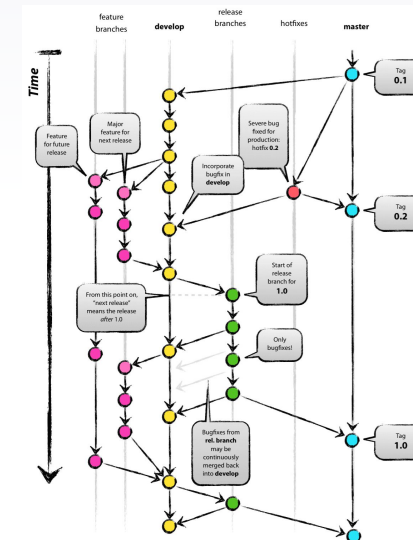 feature
branches
develop
release
branches
hotfixes
master
Time
Tag
0.1
Feature
for future
release
Major
feature for
next release
Severe bug
fixed for
production:
hotfix 0.2
Incorporate
bugfix in
develop
Tag
0.2
Start of
release
branch for
1.0
From this point on,
"next release"
means the release
after 1.0
Only
bugfixes!
Bugfixes from
rel. branch
may be
continuously
merged back
into develop
Tag
1.0